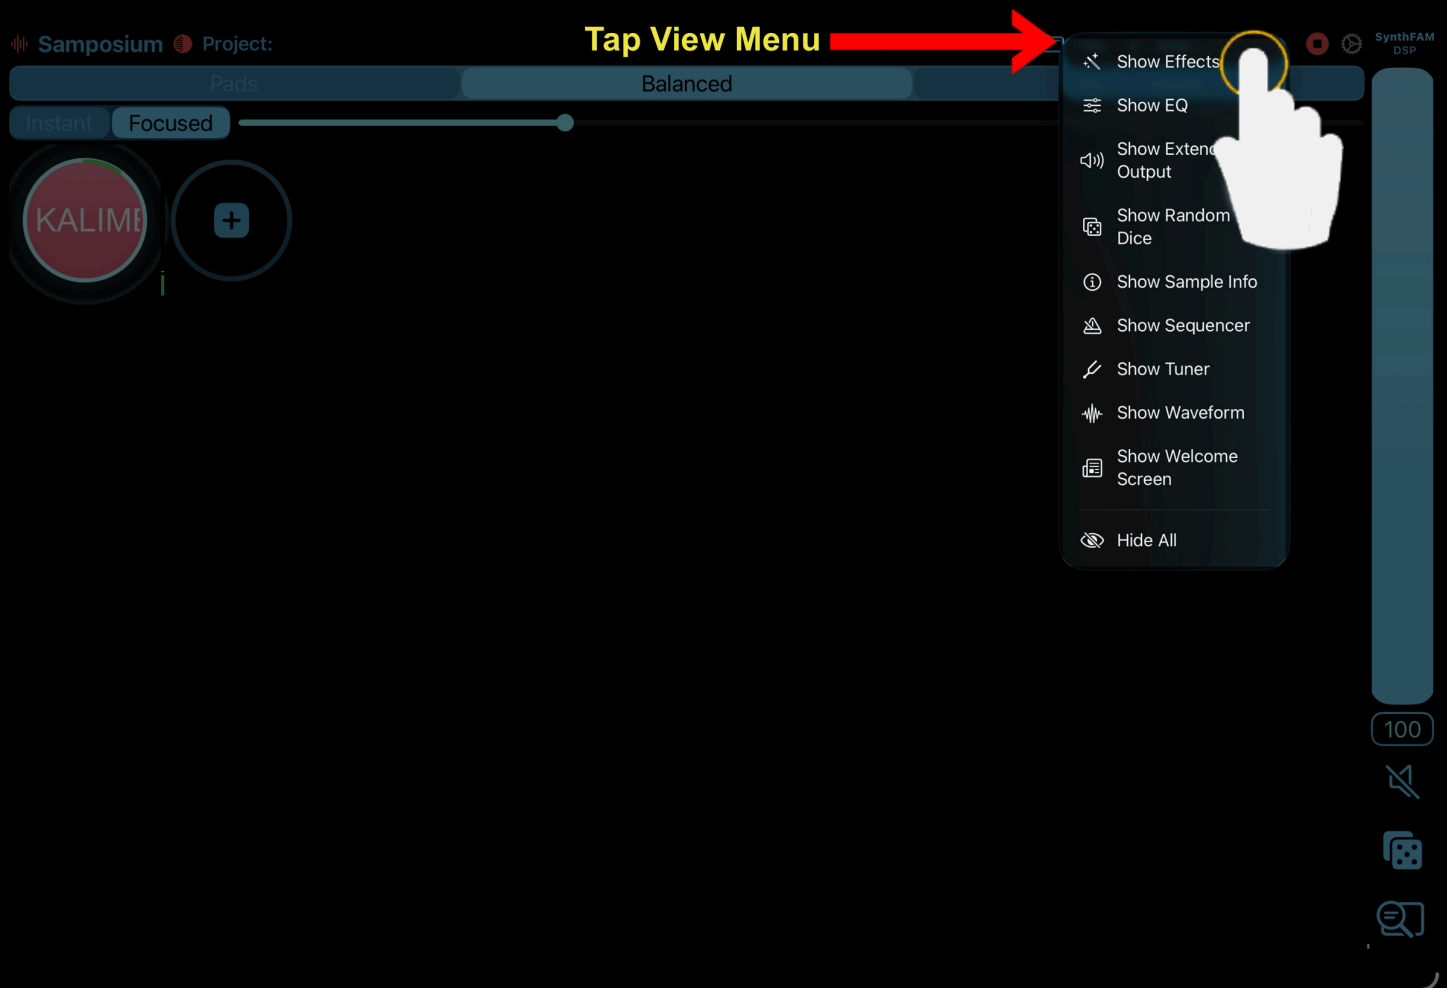 Samposium Project:
Tap View Menu
SynthFAM
DSP
Pads
Balanced
Instant
Focused
KALIME
Show Effects
Show EQ
Show Extend
Output
Show Random
Dice
Show Sample Info
Show Sequencer
Show Tuner
Show Waveform
Show Welcome
Screen
Hide All
100